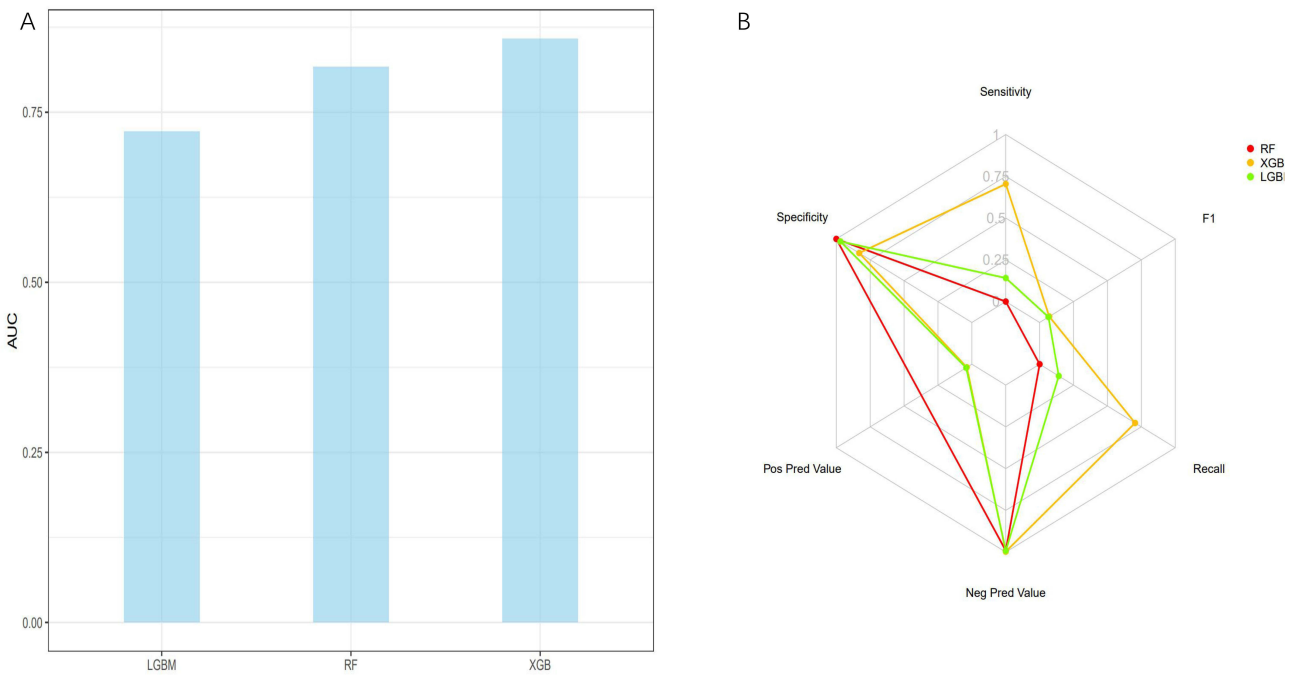 A
AUC
0.75
0.50
0.25
0.00
LGBM
RF
XGB
B
Sensitivity
F1
Recall
Neg Pred Value
Pos Pred Value
Specificity
1
0.75
0.5
0.25
RF
XGB
LGB